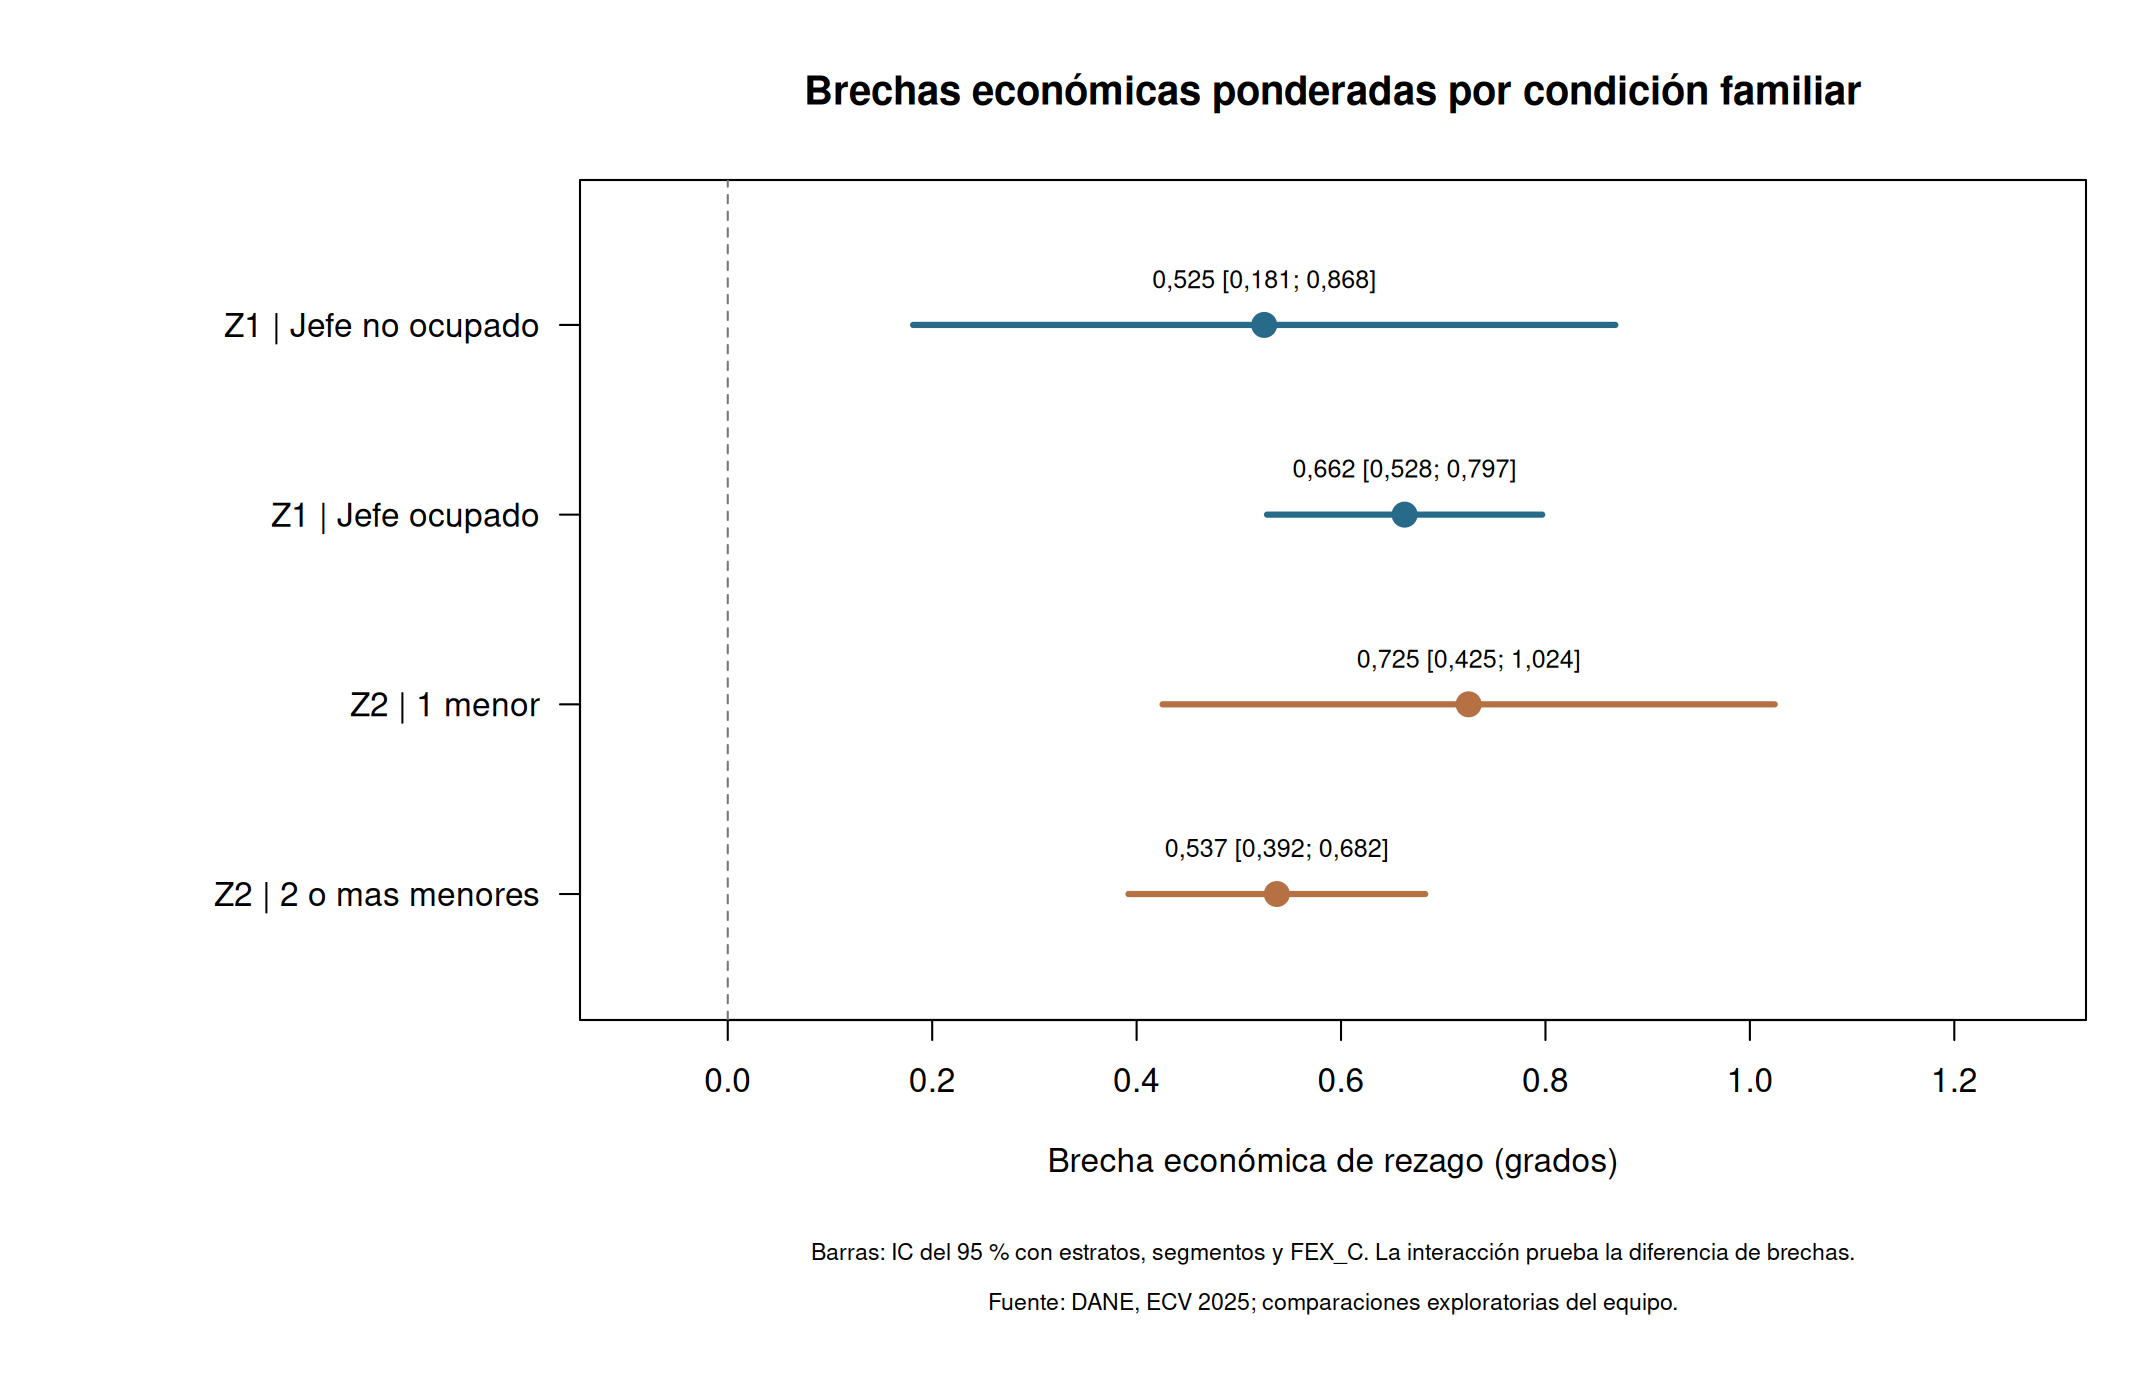 Brechas económicas ponderadas por condición familiar
0,525 [0,181; 0,868]
Z1 | Jefe no ocupado
0,662 [0,528; 0,797]
Z1 | Jefe ocupado
0,725 [0,425; 1,024]
Z2 | 1 menor
0,537 [0,392; 0,682]
Z2 | 2 o mas menores
0.0 0.2 0.4 0.6 0.8 1.0 1.2
Brecha económica de rezago (grados)
Barras: IC del 95 % con estratos, segmentos y FEX_C. La interacción prueba la diferencia de brechas.
Fuente: DANE, ECV 2025; comparaciones exploratorias del equipo.